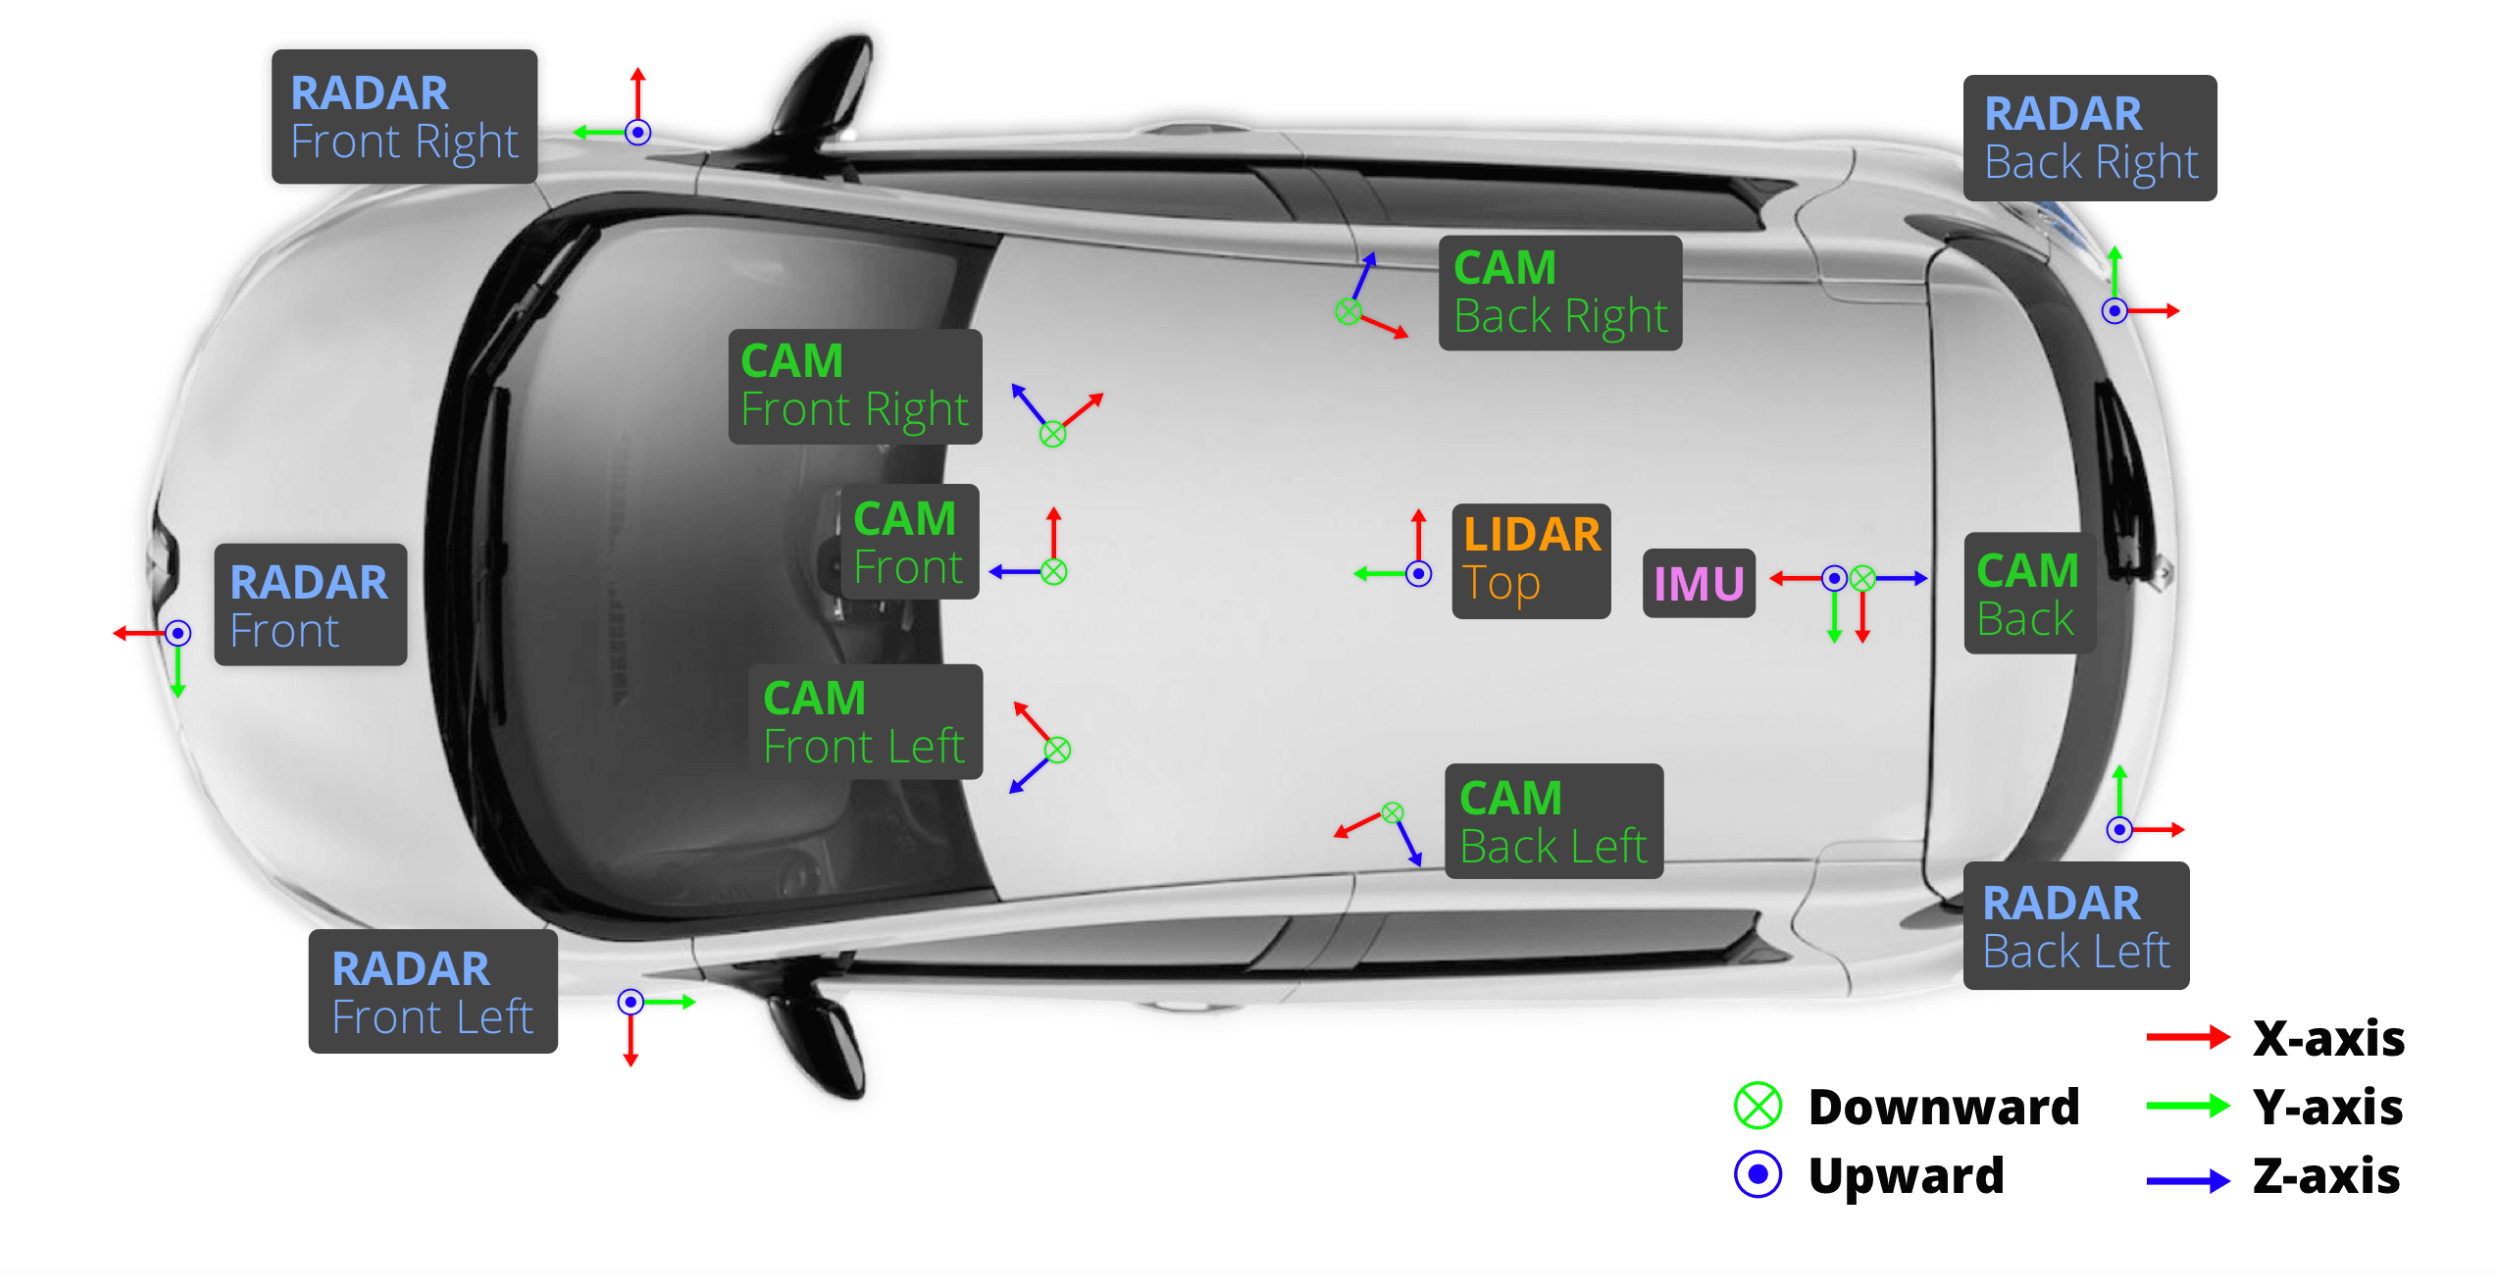 RADAR
Front Right
RADAR
Back Right
CAM
Back Right
CAM
Front Right
CAM
Front
LIDAR
Top
IMU
CAM
Back
RADAR
Front
CAM
Front Left
CAM
Back Left
RADAR
Back Left
RADAR
Front Left
X-axis
Downward
Y-axis
Upward
Z-axis